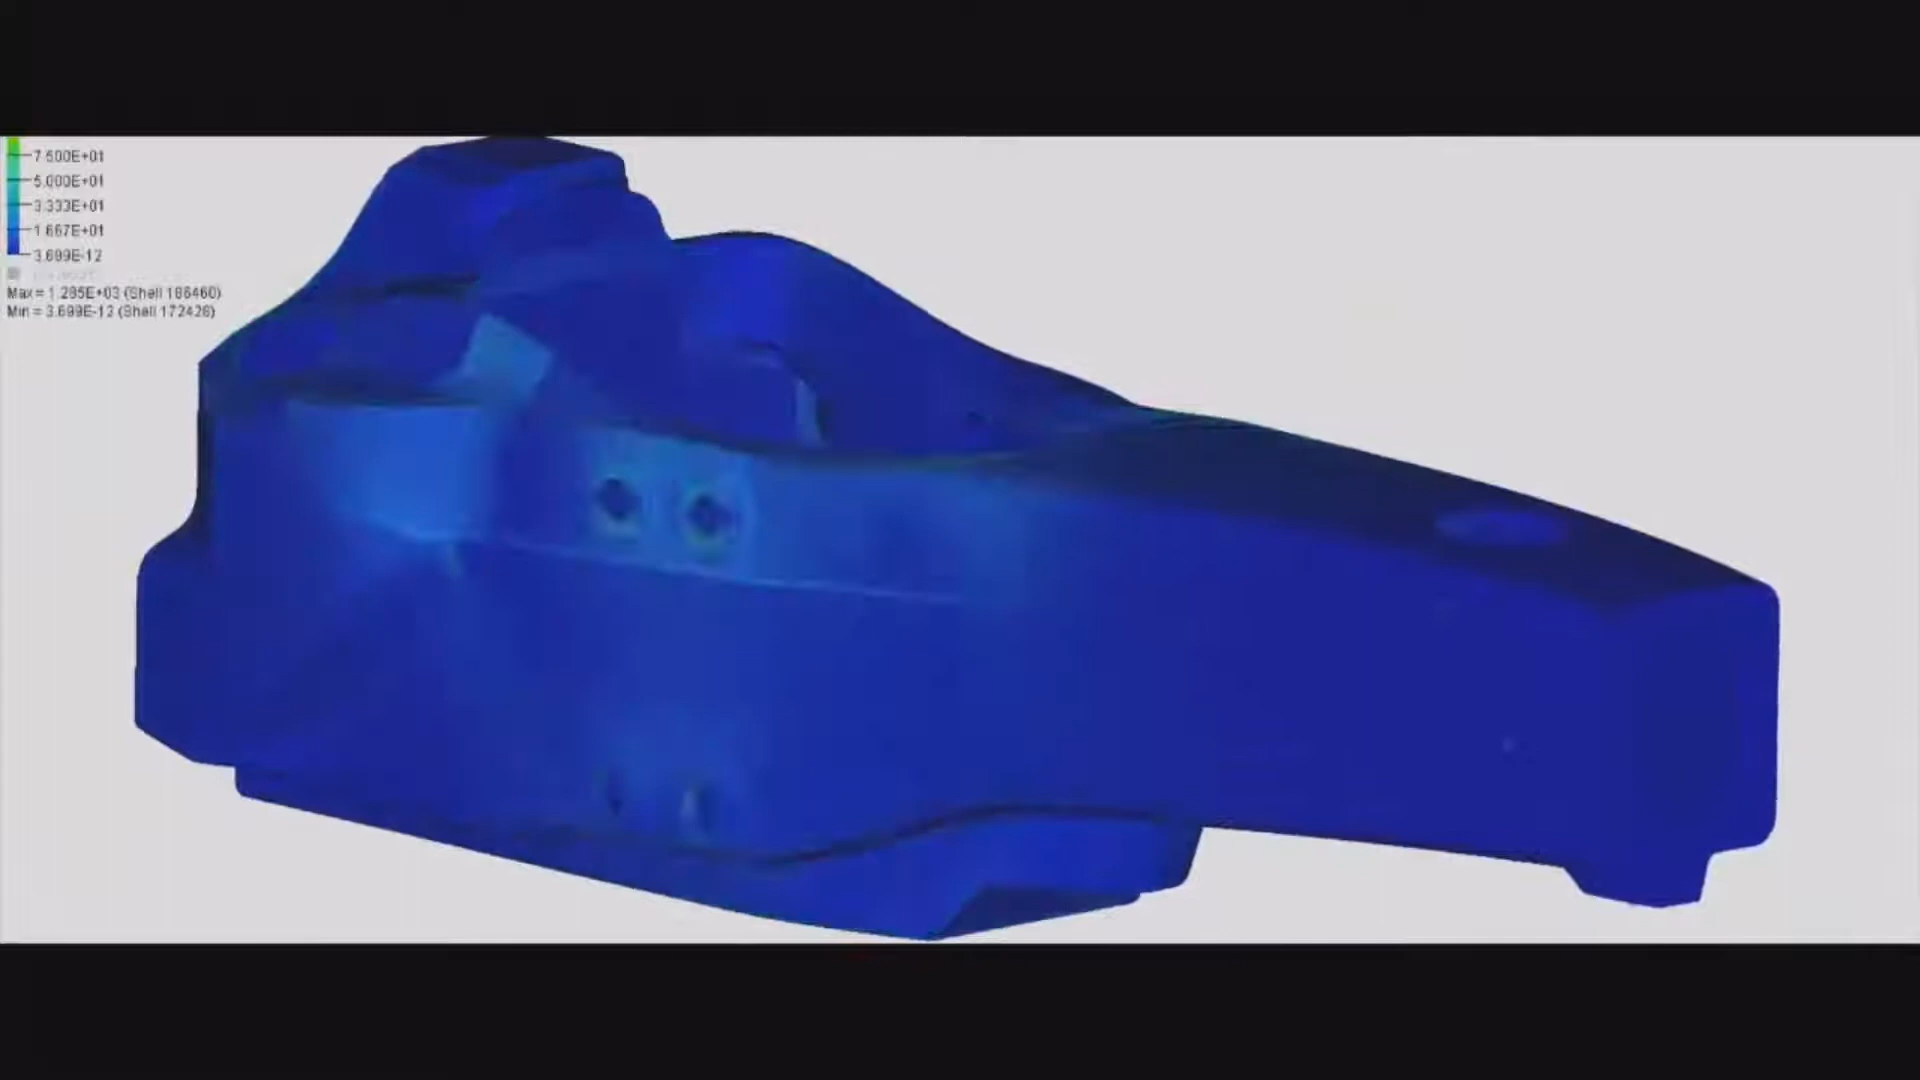 7.500E+01
5.000E+01
3.333E+01
1.667E+01
3.699E-12
Max = 1.285E+03 (Shell 186460)
Min = 3.699E-12 (Shell 172426)